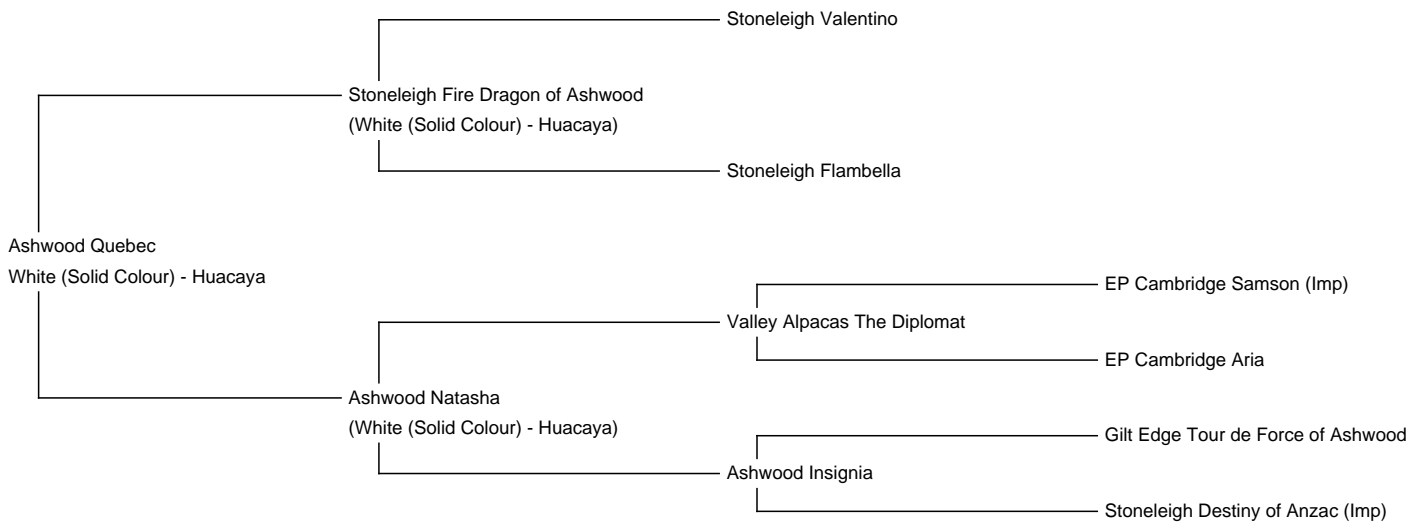 Stoneleigh Valentino
Stoneleigh Fire Dragon of Ashwood
(White (Solid Colour) - Huacaya)
Stoneleigh Flambella
Ashwood Quebec
White (Solid Colour) - Huacaya
EP Cambridge Samson (Imp)
Valley Alpacas The Diplomat
EP Cambridge Aria
Ashwood Natasha
(White (Solid Colour) - Huacaya)
Gilt Edge Tour de Force of Ashwood
Ashwood Insignia
Stoneleigh Destiny of Anzac (Imp)